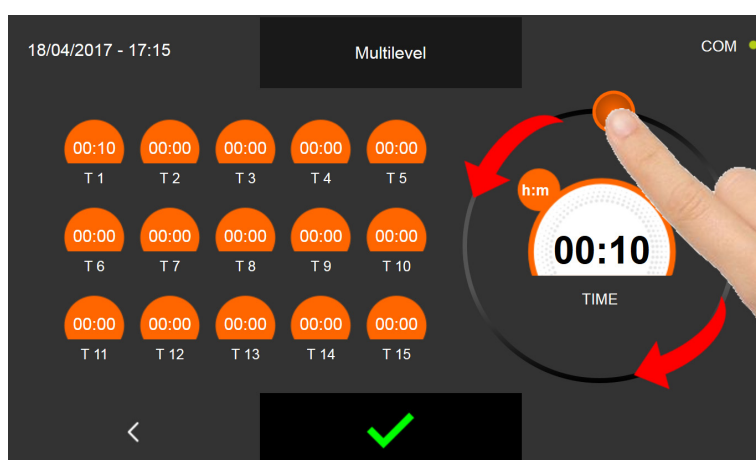 18/04/2017 - 17:15
Multilevel
COM
00:10 00:00 00:00 00:00 00:00
T 1 T 2 T 3 T 4 T 5
00:00 00:00 00:00 00:00 00:00
T 6 T 7 T 8 T 9 T 10
00:00 00:00 00:00 00:00 00:00
T 11 T 12 T 13 T 14 T 15
h:m
00:10
TIME